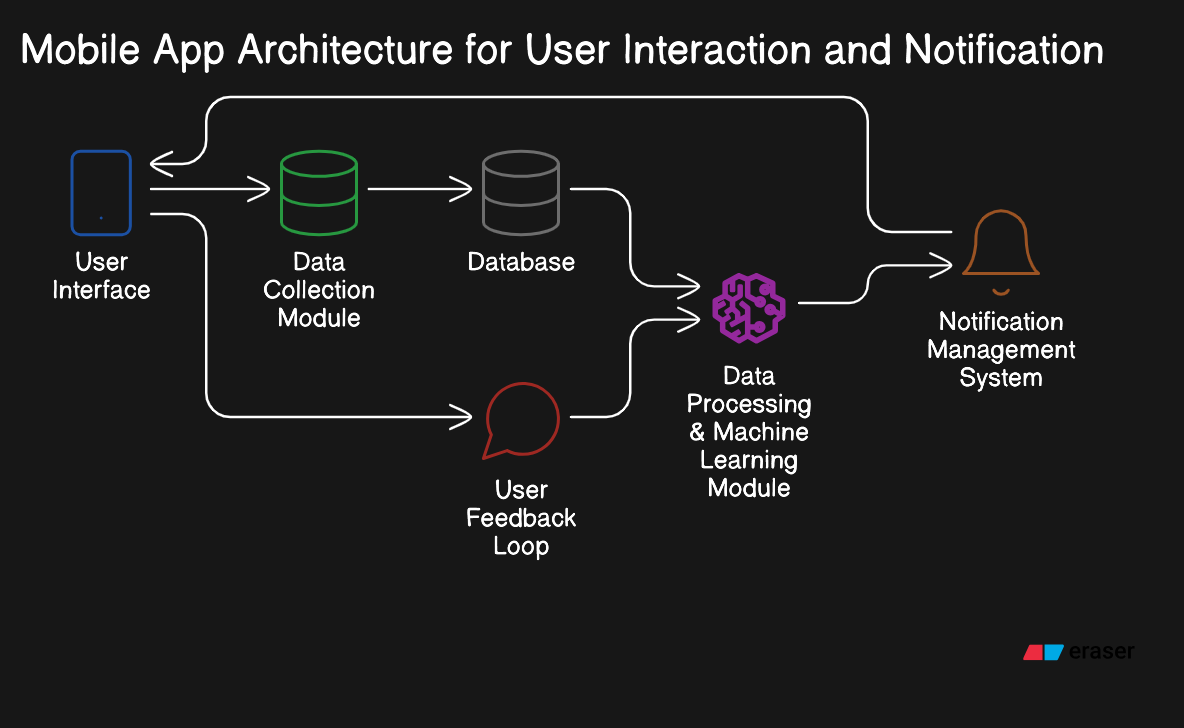 Mobile App Architecture for User Interaction and Notification
User
Interface
Data
Collection
Module
Database
Notification
Management
System
Data
Processing
& Machine
Learning
Module
User
Feedback
Loop
eraser